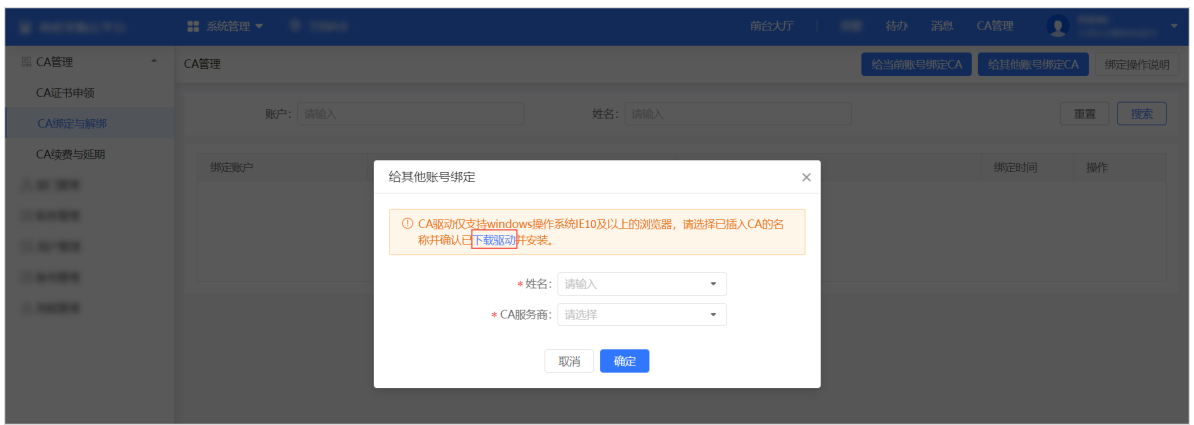 系统管理
前台大厅
待办
消息
CA管理
CA管理
CA证书申领
CA绑定与解绑
CA续费与延期
CA管理
给当前账号绑定CA
给其他账号绑定CA
绑定操作说明
账户：
请输入
姓名：
请输入
重置
搜索
绑定账户
绑定时间
操作
给其他账号绑定
CA驱动仅支持windows操作系统IE10及以上的浏览器，请选择已插入CA的名
称并确认已下载驱动并安装。
* 姓名：
请输入
* CA服务商：
请选择
取消
确定